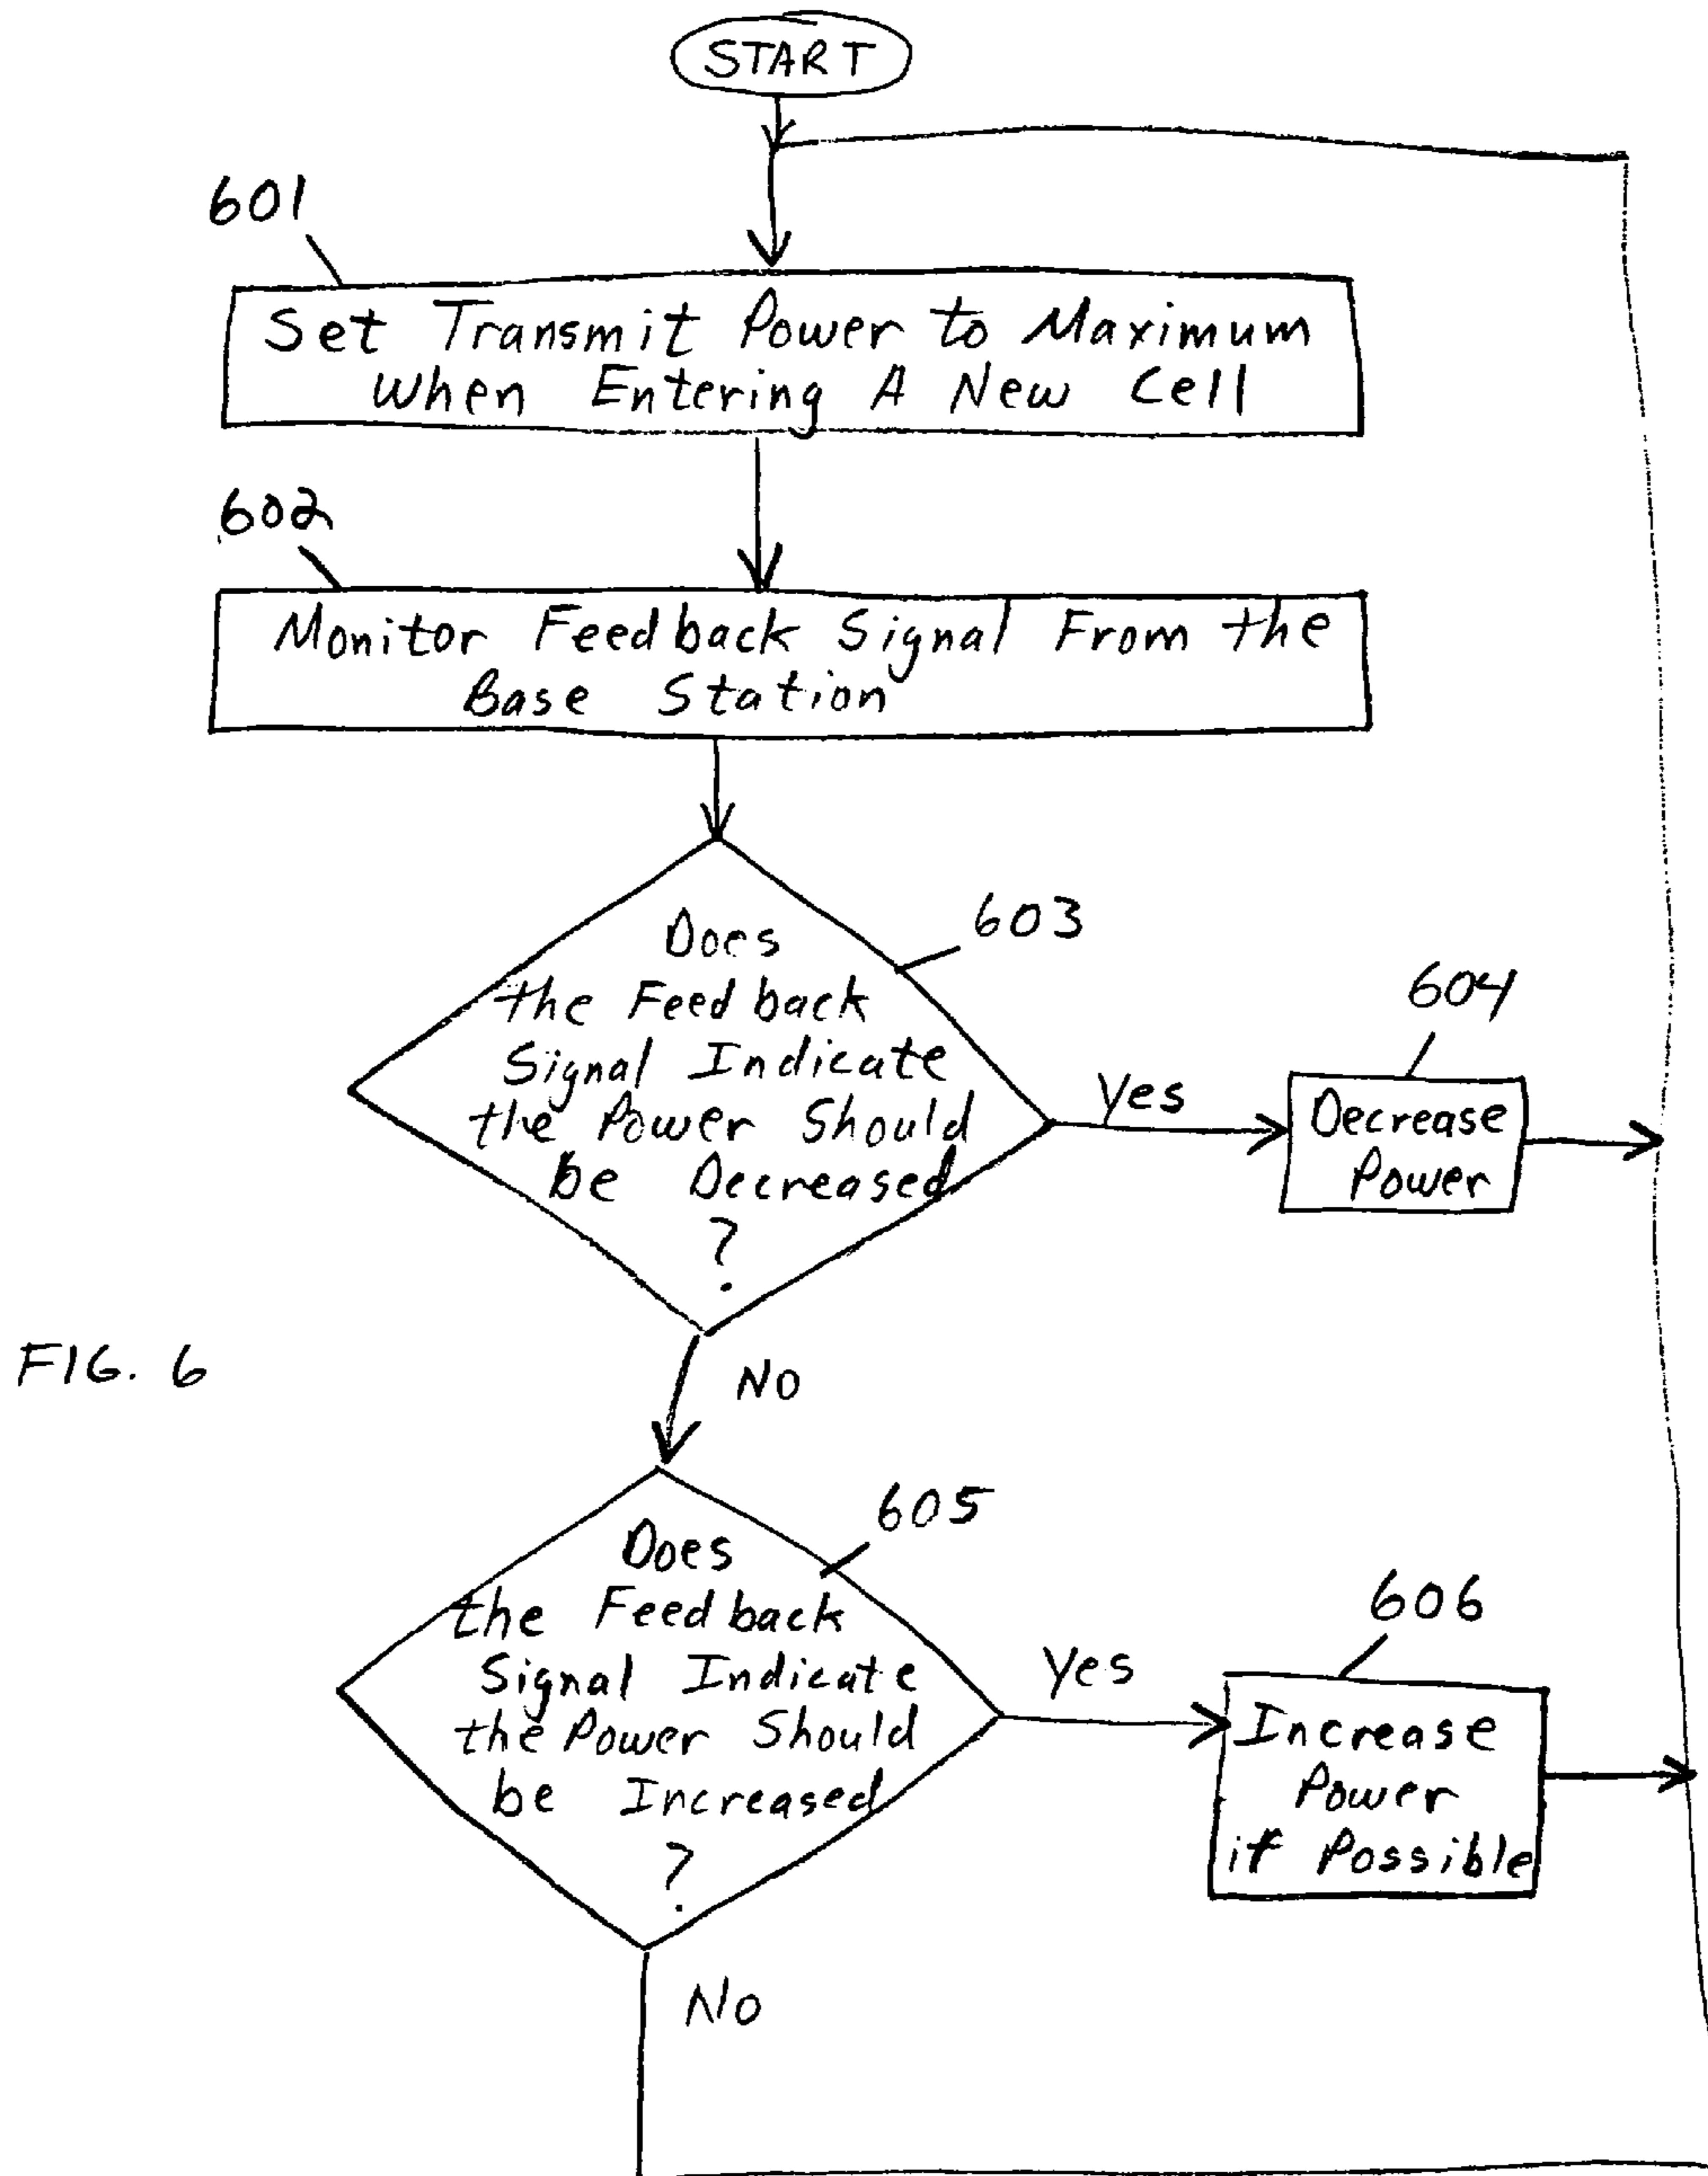 START
601
Set Transmit Power to Maximum
when Entering A New Cell
602
Monitor Feedback Signal From the
Base Station
603
Does
the Feedback
Signal Indicate
the Power Should
be Decreased
?
Yes
604
Decrease
Power
FIG. 6
NO
605
Does
the Feedback
Signal Indicate
the Power Should
be Increased
?
Yes
606
Increase
Power
if Possible
No